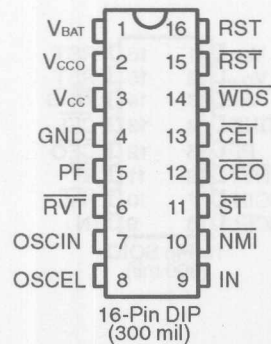 VBAT 1 16 RST
VCCO 2 15 RST
VCC 3 14 WDS
GND 4 13 CEI
PF 5 12 CEO
RVT 6 11 ST
OSCIN 7 10 NMI
OSCEL 8 9 IN
16-Pin DIP
(300 mil)